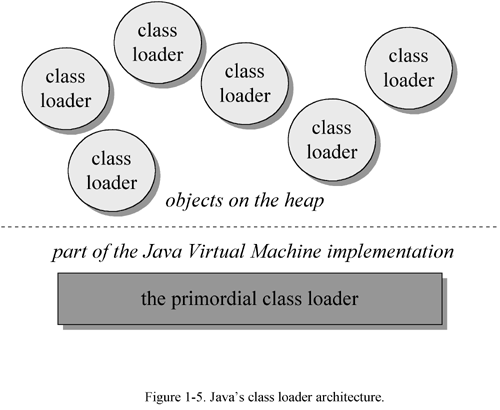 class
loader
class
loader
class
loader
class
loader
class
loader
class
loader
objects on the heap
part of the Java Virtual Machine implementation
the primordial class loader
Figure 1-5. Java's class loader architecture.